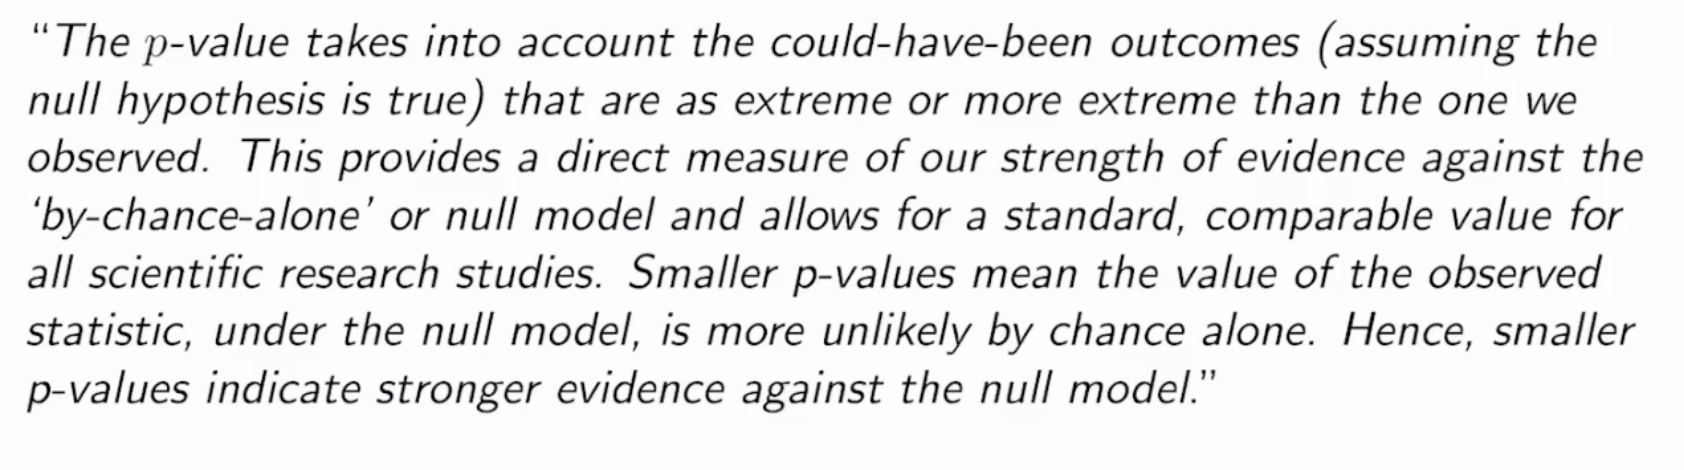 “The p-value takes into account the could-have-been outcomes (assuming the
null hypothesis is true) that are as extreme or more extreme than the one we
observed. This provides a direct measure of our strength of evidence against the
‘by-chance-alone’ or null model and allows for a standard, comparable value for
all scientific research studies. Smaller p-values mean the value of the observed
statistic, under the null model, is more unlikely by chance alone. Hence, smaller
p-values indicate stronger evidence against the null model.”